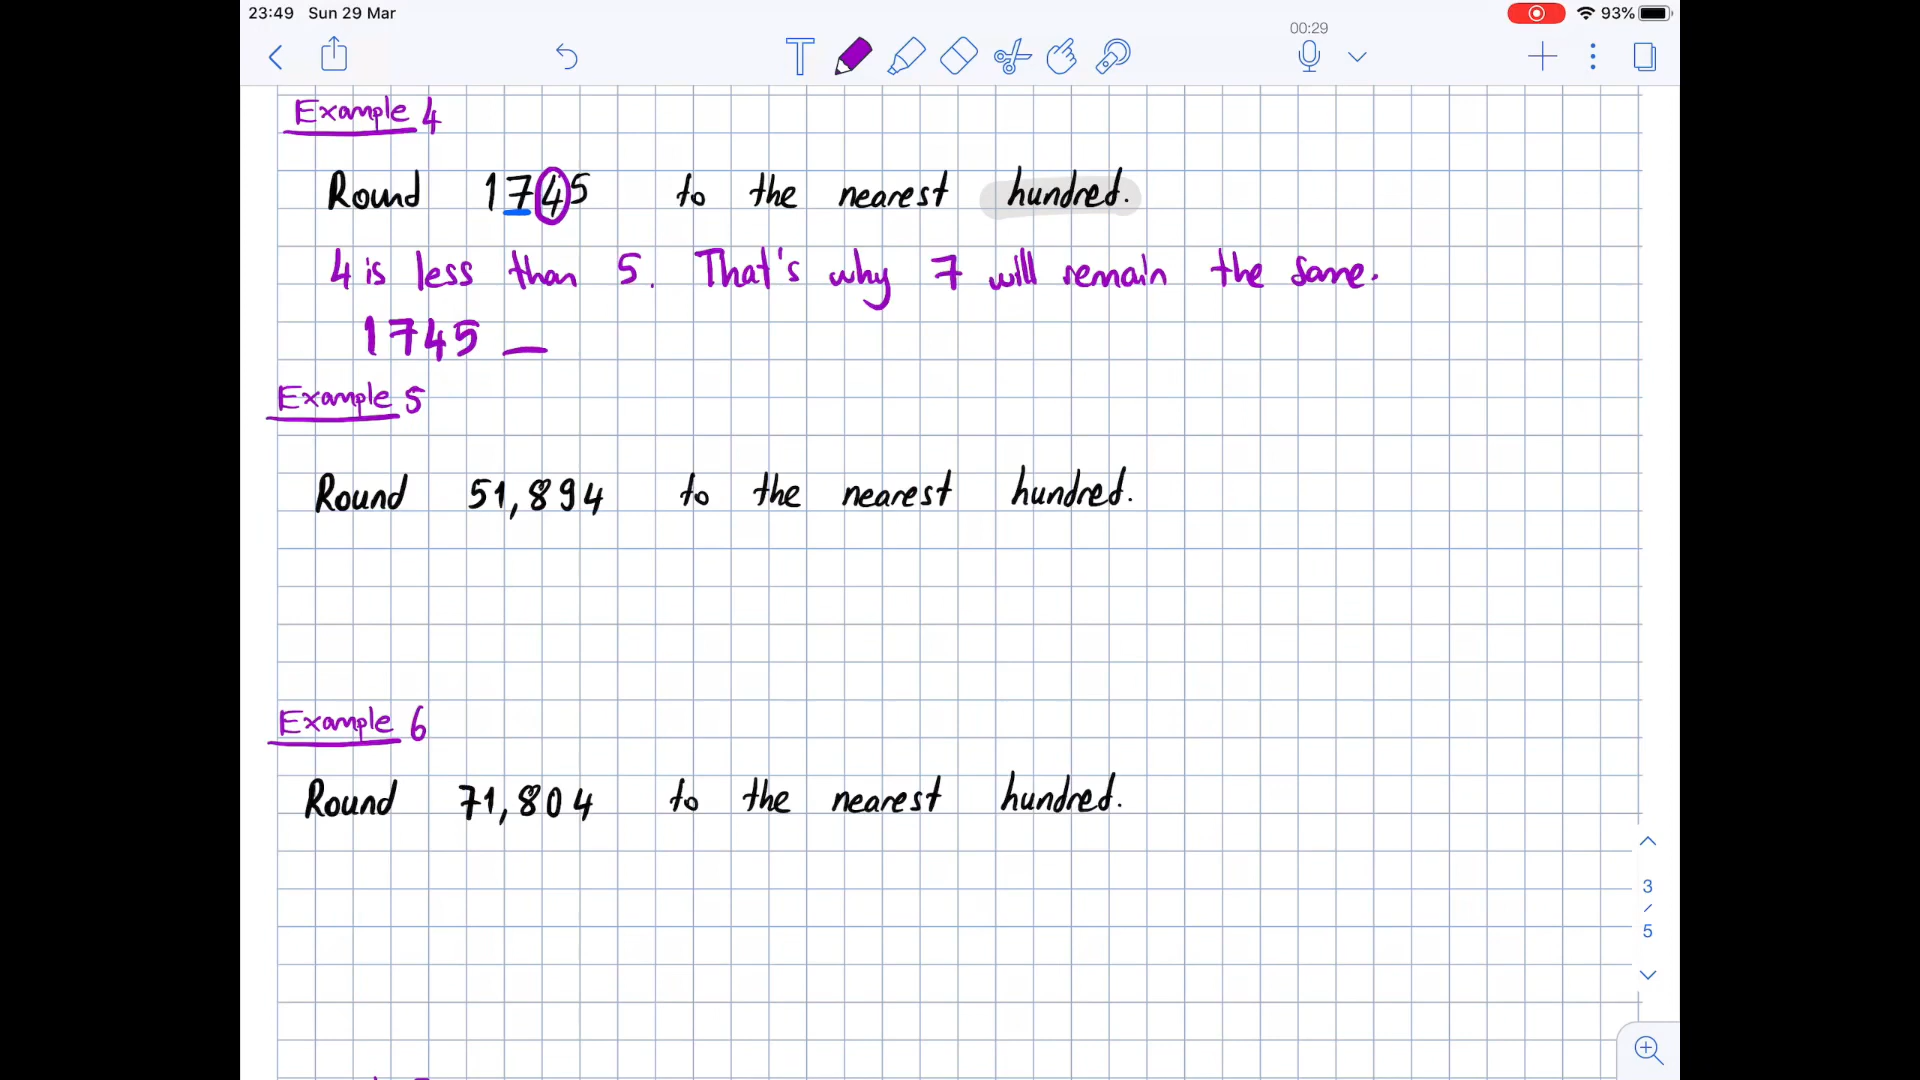 23:49 Sun 29 Mar 93%
00:29
T
Example 4
Round 1745 to the nearest hundred.
4 is less than 5. That's why 7 will remain the same.
1745 —
Example 5
Round 51,894 to the nearest hundred.
Example 6
Round 71,804 to the nearest hundred.
3
/
5